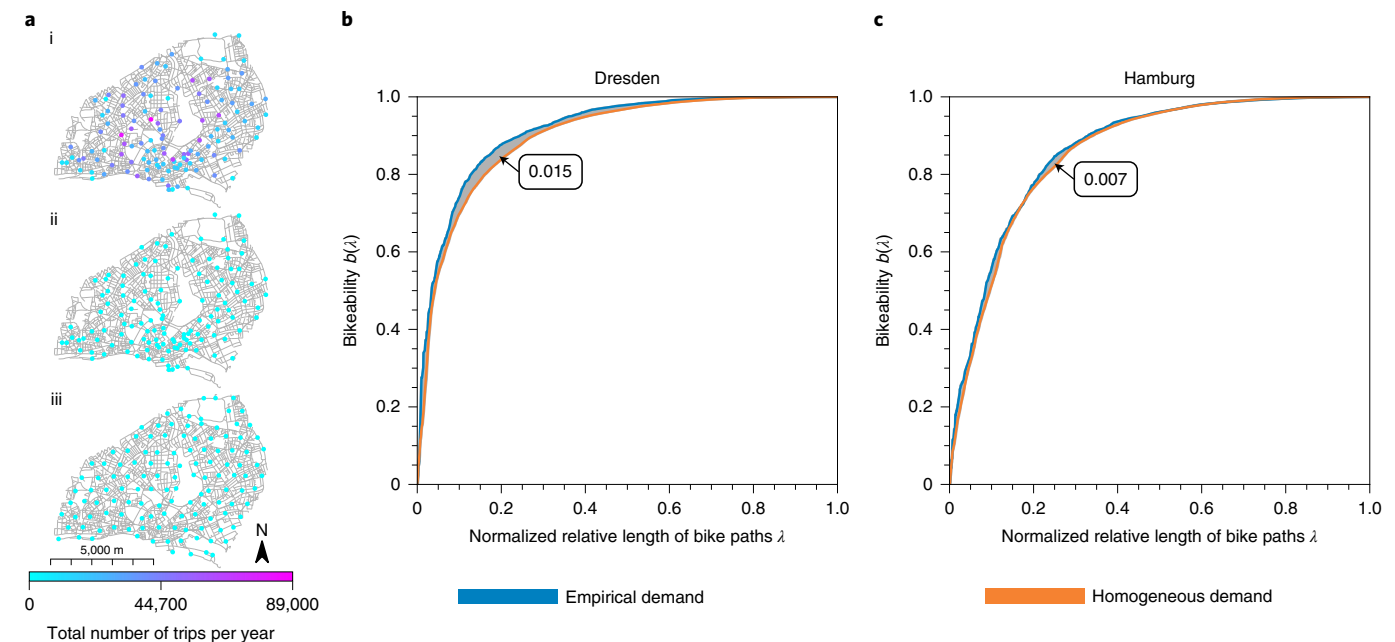 a
i
ii
iii
N
5,000 m
0
44,700
89,000
Total number of trips per year
b
Dresden
1.0
0.8
0.6
0.4
0.2
0
0.015
Bikeability b(λ)
0
0.2
0.4
0.6
0.8
1.0
Normalized relative length of bike paths λ
c
Hamburg
1.0
0.8
0.6
0.4
0.2
0
0.007
Bikeability b(λ)
0
0.2
0.4
0.6
0.8
1.0
Normalized relative length of bike paths λ
Empirical demand
Homogeneous demand